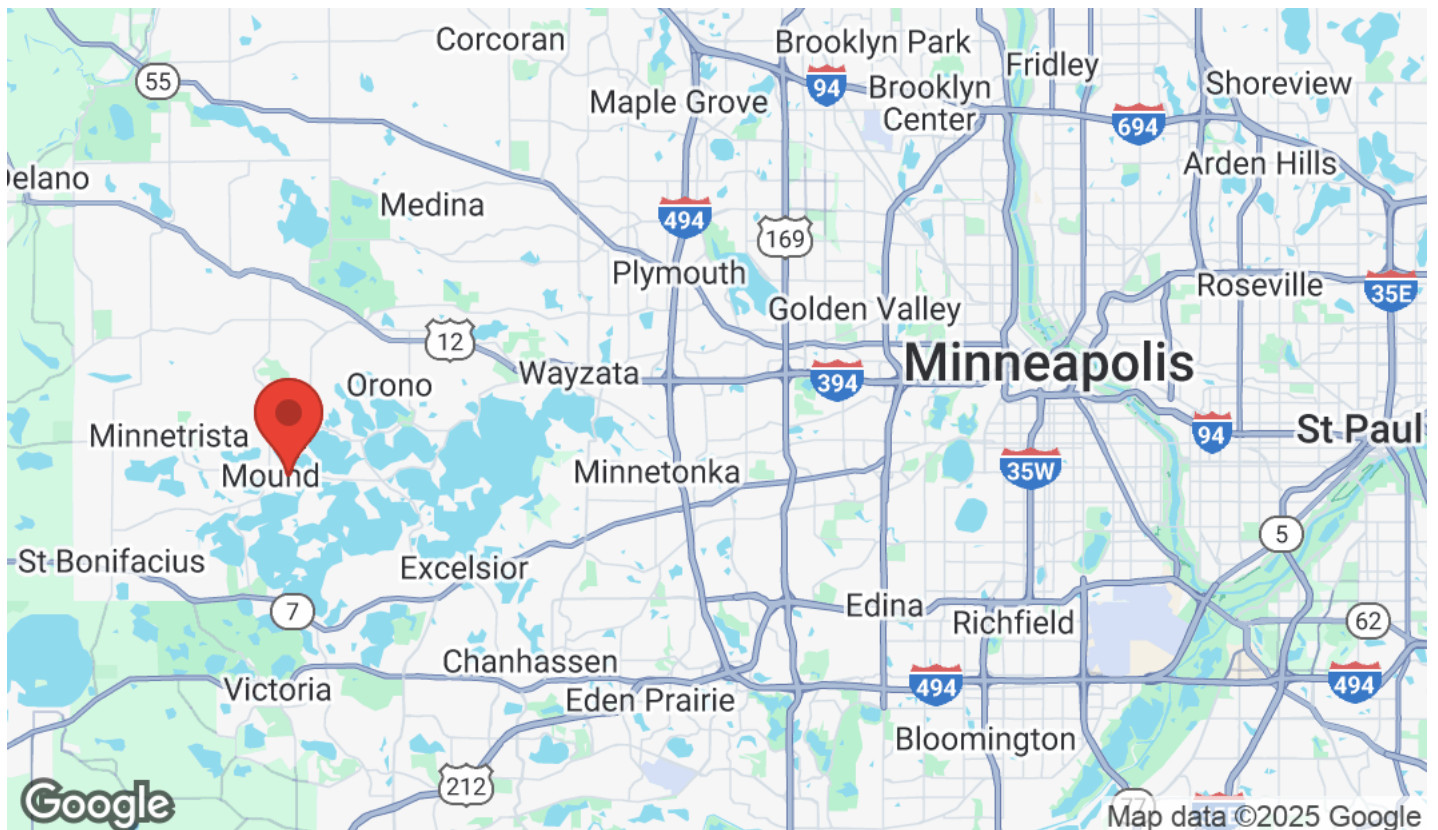 Corcoran
Brooklyn Park
Fridley
55
94
Shoreview
Maple Grove
Brooklyn
Center
694
Arden Hills
Delano
Medina
494
169
Plymouth
Roseville
35E
Golden Valley
12
Minneapolis
Wayzata
394
Orono
Minnetrista
94
St Paul
Mound
Minnetonka
35W
5
St Bonifacius
Excelsior
7
Edina
Richfield
62
Chanhassen
Victoria
Eden Prairie
494
494
Bloomington
212
77
Google
Map data ©2025 Google